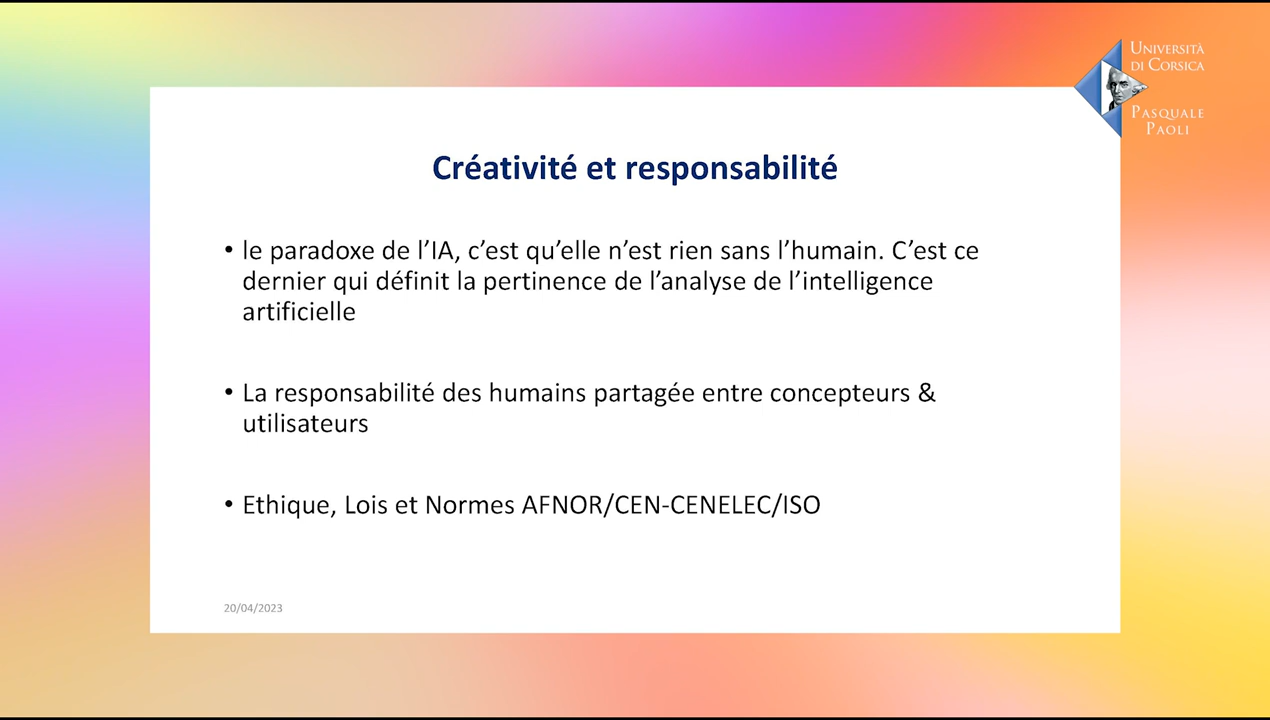 UNIVERSITÀ
DI CORSICA
PASQUALE
PAOLI
Créativité et responsabilité
• le paradoxe de l’IA, c’est qu’elle n’est rien sans l’humain. C’est ce
dernier qui définit la pertinence de l’analyse de l’intelligence
artificielle
• La responsabilité des humains partagée entre concepteurs &
utilisateurs
• Ethique, Lois et Normes AFNOR/CEN-CENELEC/ISO
20/04/2023